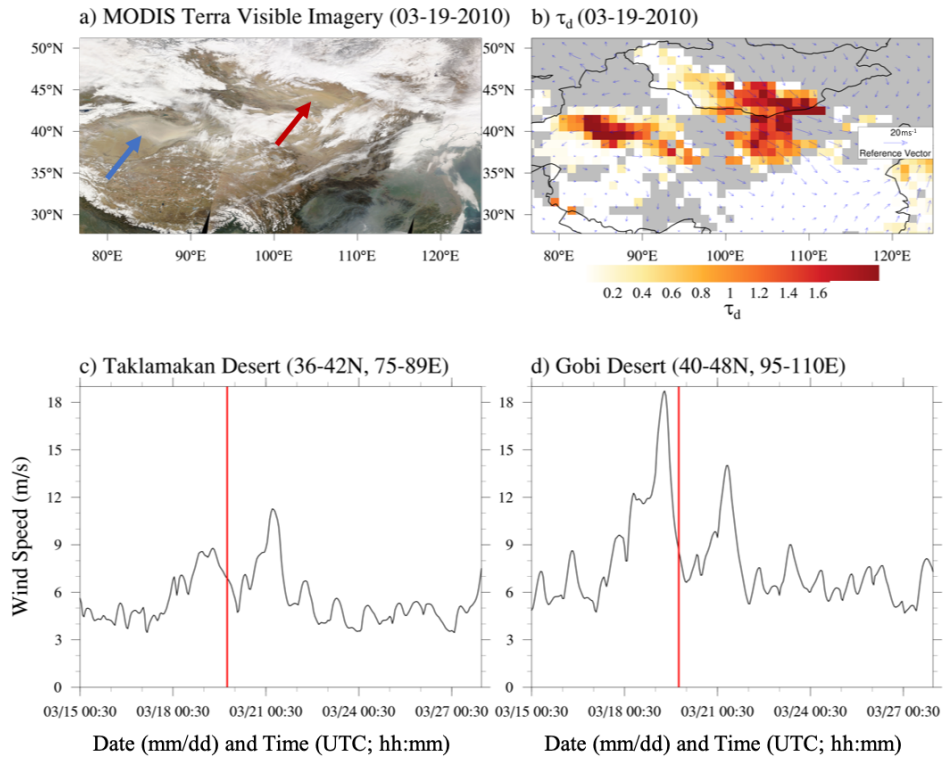 a) MODIS Terra Visible Imagery (03-19-2010)
b) τd (03-19-2010)
50°N
45°N
40°N
35°N
30°N
80°E 90°E 100°E 110°E 120°E
50°N
45°N
40°N
35°N
30°N
20 ms⁻¹
Reference Vector
80°E 90°E 100°E 110°E 120°E
0.2 0.4 0.6 0.8 1 1.2 1.4 1.6
τd
c) Taklamakan Desert (36-42N, 75-89E)
d) Gobi Desert (40-48N, 95-110E)
Wind Speed (m/s)
18
15
12
9
6
3
0
03/15 00:30 03/18 00:30 03/21 00:30 03/24 00:30 03/27 00:30
Date (mm/dd) and Time (UTC; hh:mm)
18
15
12
9
6
3
0
03/15 00:30 03/18 00:30 03/21 00:30 03/24 00:30 03/27 00:30
Date (mm/dd) and Time (UTC; hh:mm)